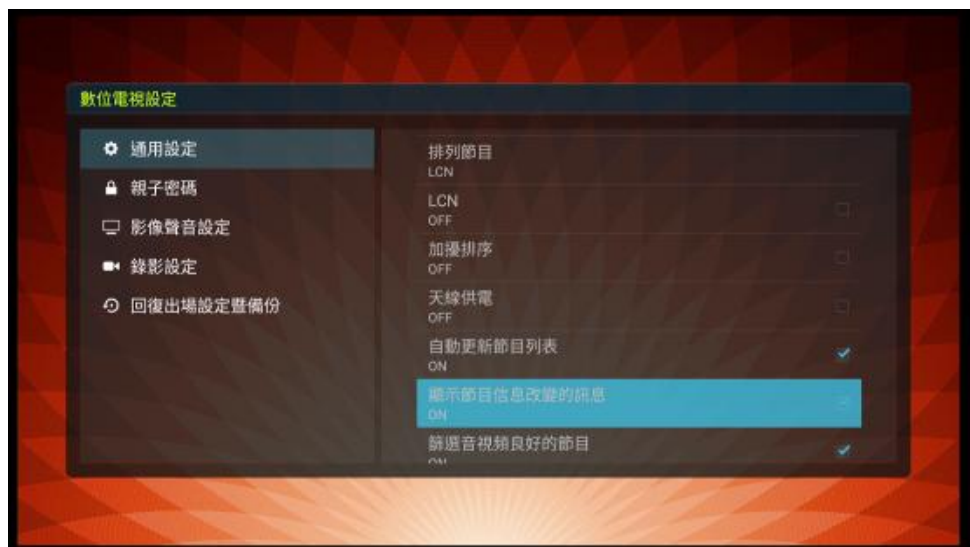 數位電視設定
通用設定
親子密碼
影像聲音設定
錄影設定
回復出場設定暨備份
排列節目
LCN
LCN
OFF
加擾排序
OFF
天線供電
OFF
自動更新節目列表
ON
顯示節目信息改變的訊息
ON
篩選音視頻良好的節目
ON